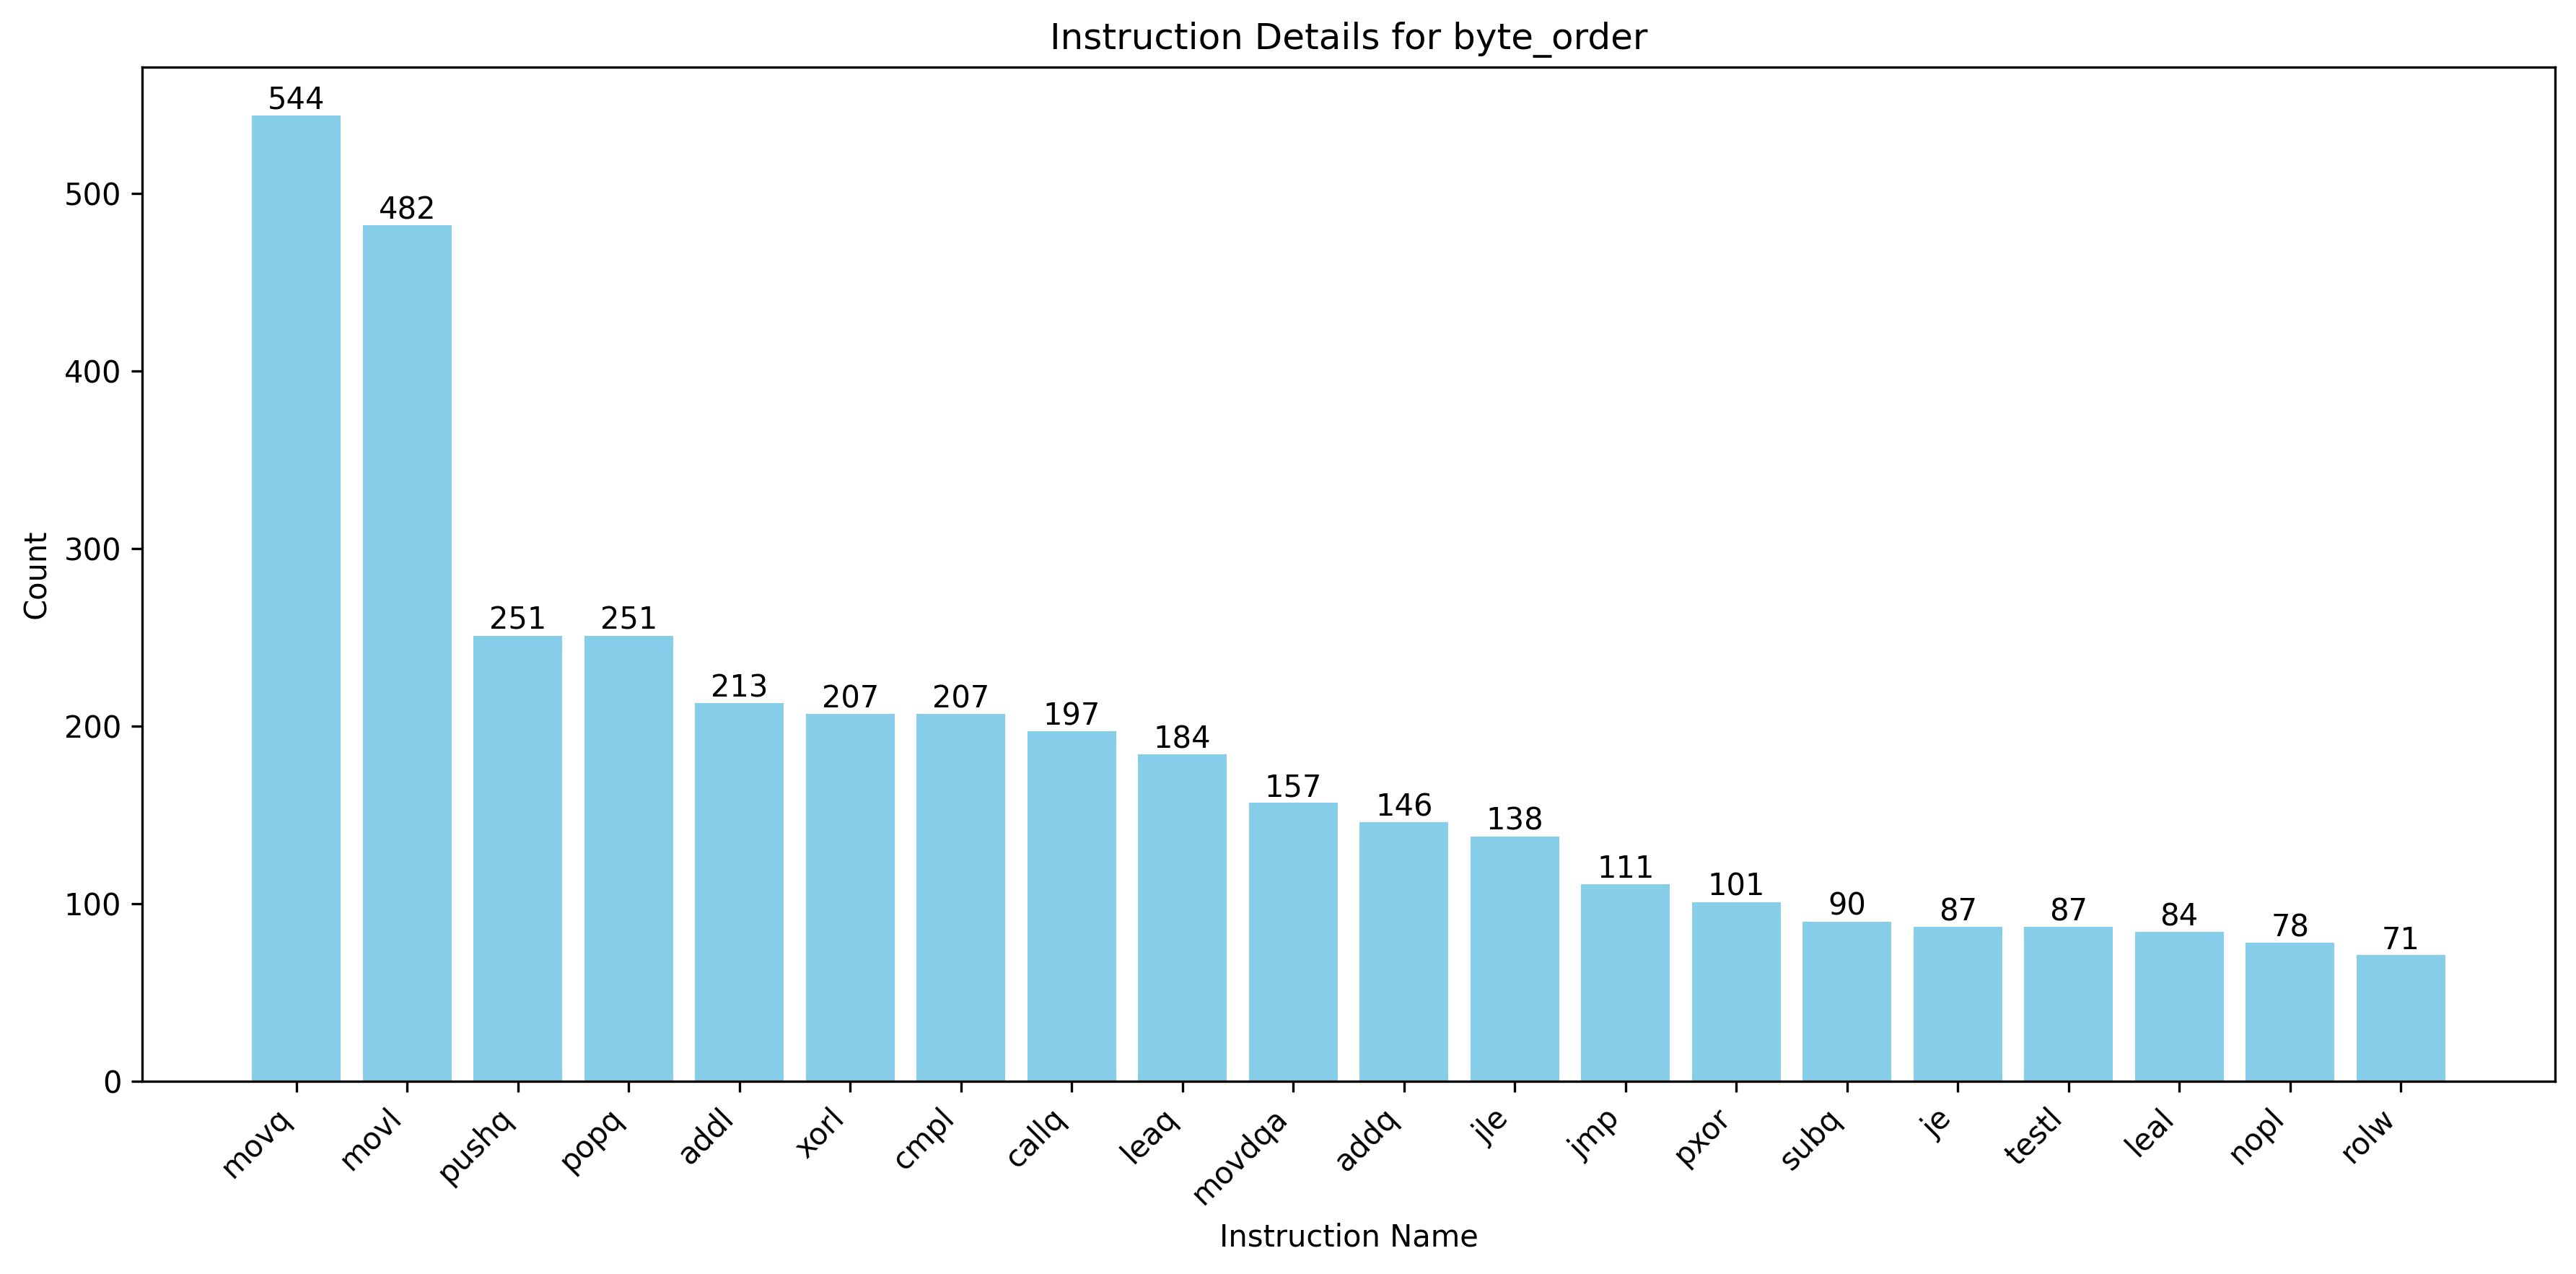 Instruction Details for byte_order
544
482
251
251
213
207
207
197
184
157
146
138
111
101
90
87
87
84
78
71
500
400
300
200
100
0
Count
movq
movl
pushq
popq
addl
xorl
cmpl
callq
leaq
movdqa
addq
jle
jmp
pxor
subq
je
testl
leal
nopl
rolw
Instruction Name